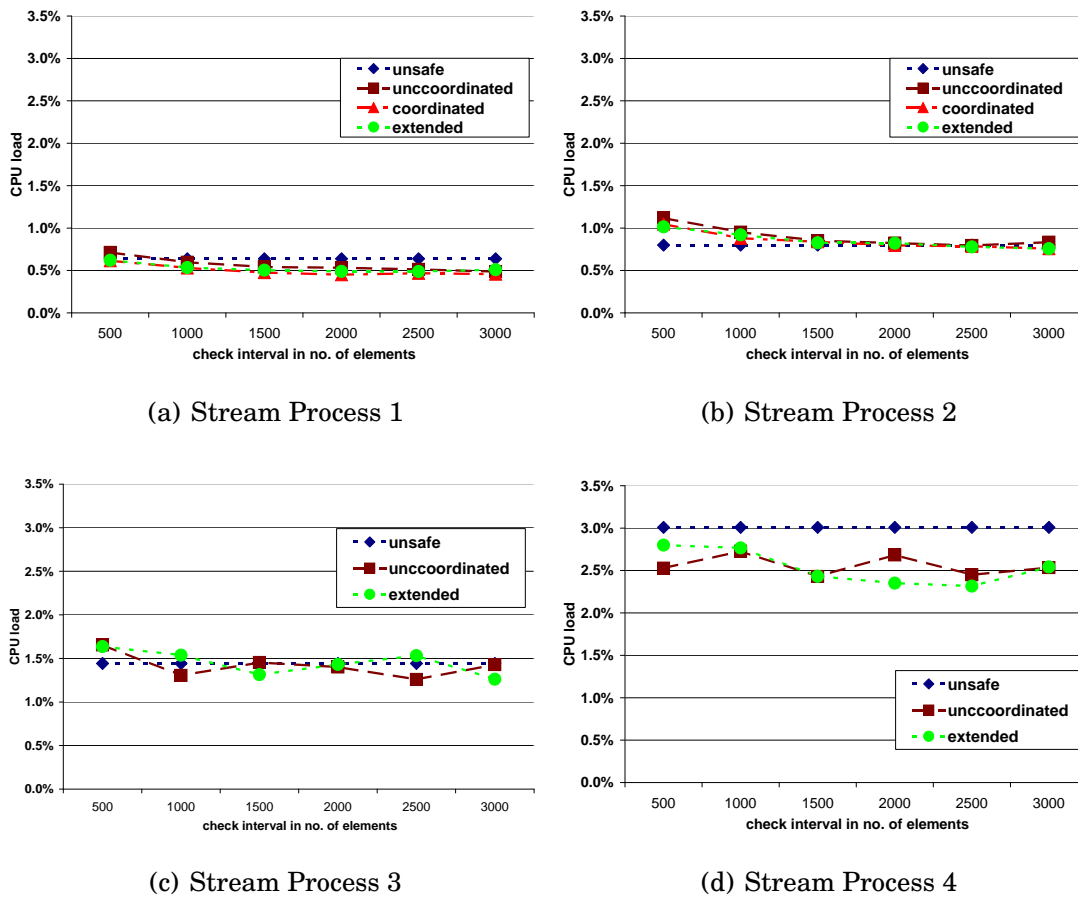 3.5%
3.0%
2.5%
2.0%
1.5%
1.0%
0.5%
0.0%
CPU load
unsafe
unccoordinated
coordinated
extended
500 1000 1500 2000 2500 3000
check interval in no. of elements
(a) Stream Process 1
3.5%
3.0%
2.5%
2.0%
1.5%
1.0%
0.5%
0.0%
CPU load
unsafe
unccoordinated
coordinated
extended
500 1000 1500 2000 2500 3000
check interval in no. of elements
(b) Stream Process 2
3.5%
3.0%
2.5%
2.0%
1.5%
1.0%
0.5%
0.0%
CPU load
unsafe
unccoordinated
extended
500 1000 1500 2000 2500 3000
check interval in no. of elements
(c) Stream Process 3
3.5%
3.0%
2.5%
2.0%
1.5%
1.0%
0.5%
0.0%
CPU load
unsafe
unccoordinated
extended
500 1000 1500 2000 2500 3000
check interval in no. of elements
(d) Stream Process 4